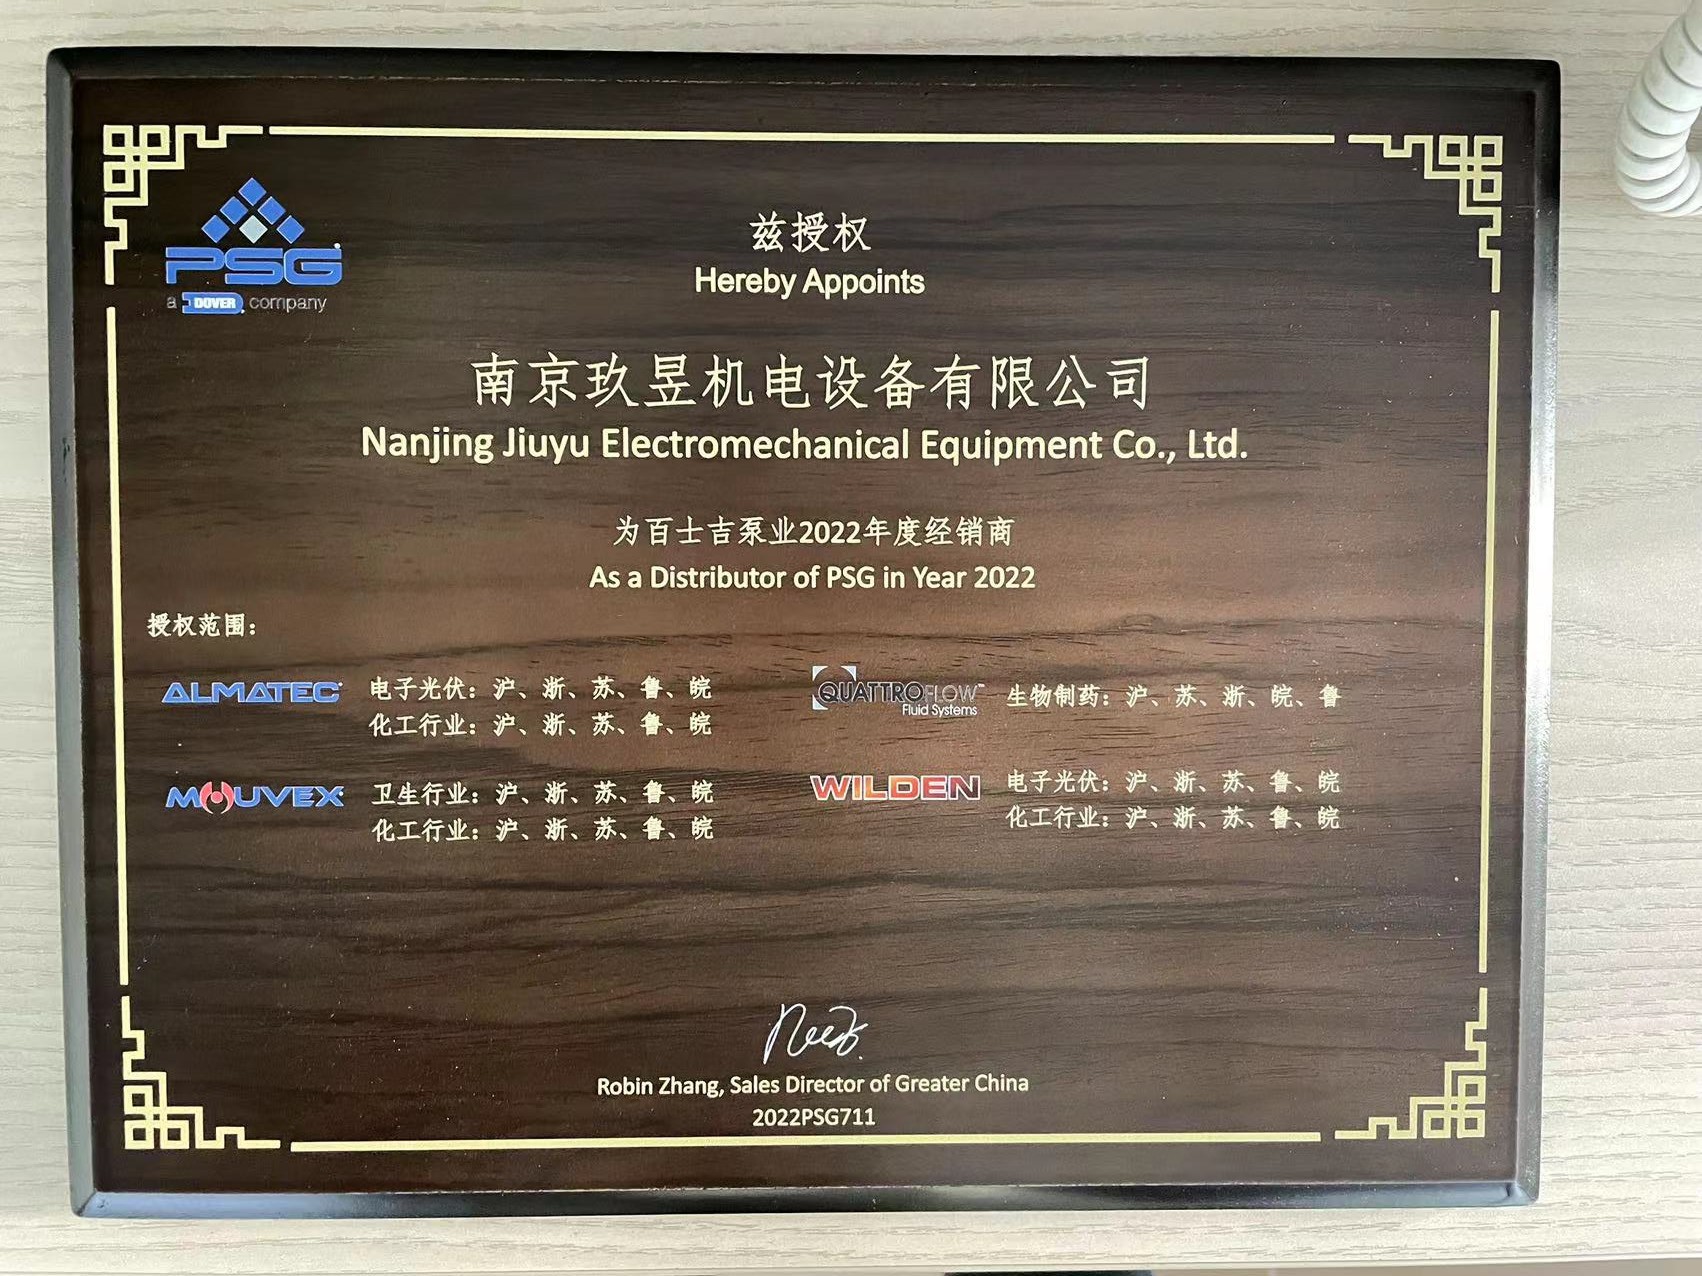 PSG
a DOVER company
兹授权
Hereby Appoints
南京玖昱机电设备有限公司
Nanjing Jiuyu Electromechanical Equipment Co., Ltd.
为百士吉泵业2022年度经销商
As a Distributor of PSG in Year 2022
授权范围:
ALMATEC
电子光伏: 沪、浙、苏、鲁、皖
化工行业: 沪、浙、苏、鲁、皖
QUATTROFLOW™
Fluid Systems
生物制药: 沪、苏、浙、皖、鲁
MOUVEX
卫生行业: 沪、浙、苏、鲁、皖
化工行业: 沪、浙、苏、鲁、皖
WILDEN
电子光伏: 沪、浙、苏、鲁、皖
化工行业: 沪、浙、苏、鲁、皖
Robin Zhang, Sales Director of Greater China
2022PSG711